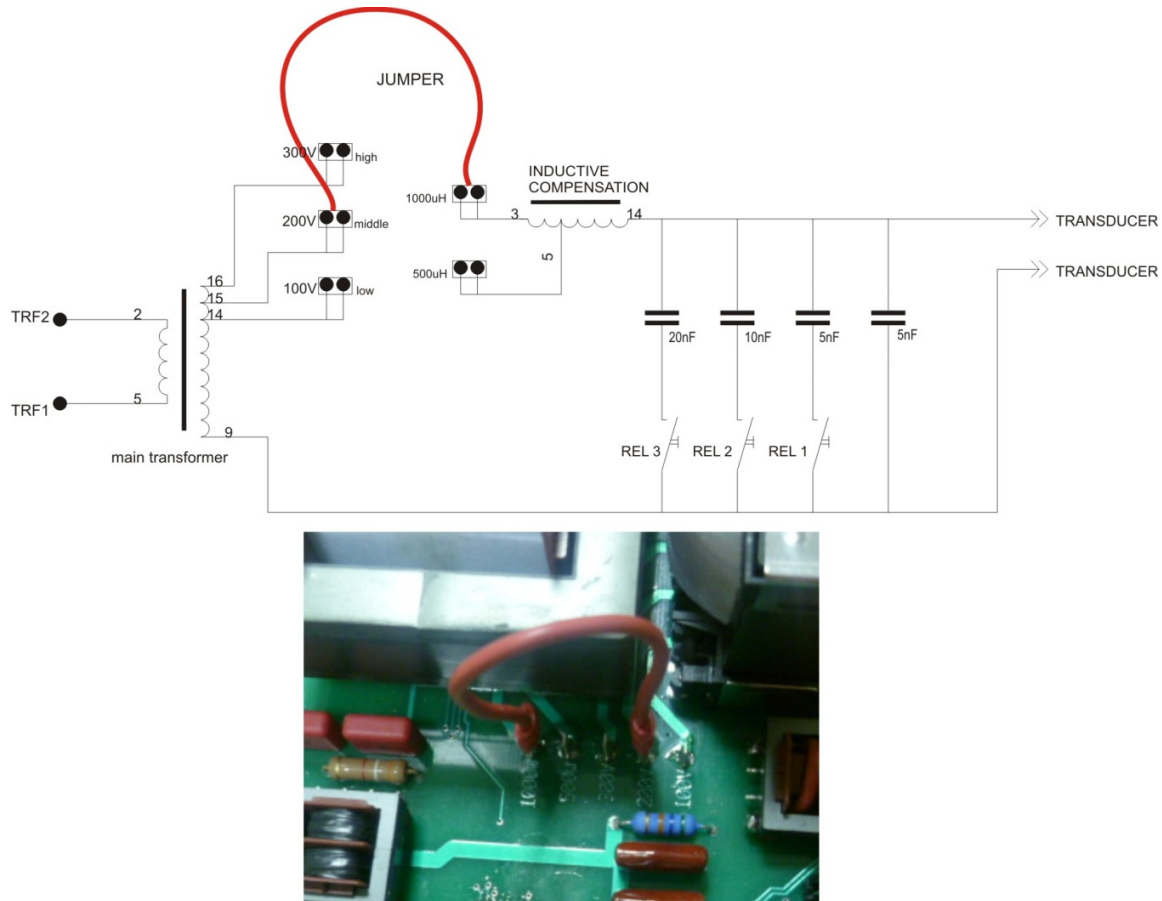 JUMPER
300V
high
1000uH
INDUCTIVE
COMPENSATION
3
14
200V
middle
TRANSDUCER
5
500uH
TRANSDUCER
16
15
100V
low
14
TRF2
2
20nF
10nF
5nF
5nF
TRF1
5
9
REL 3
REL 2
REL 1
main transformer
100V